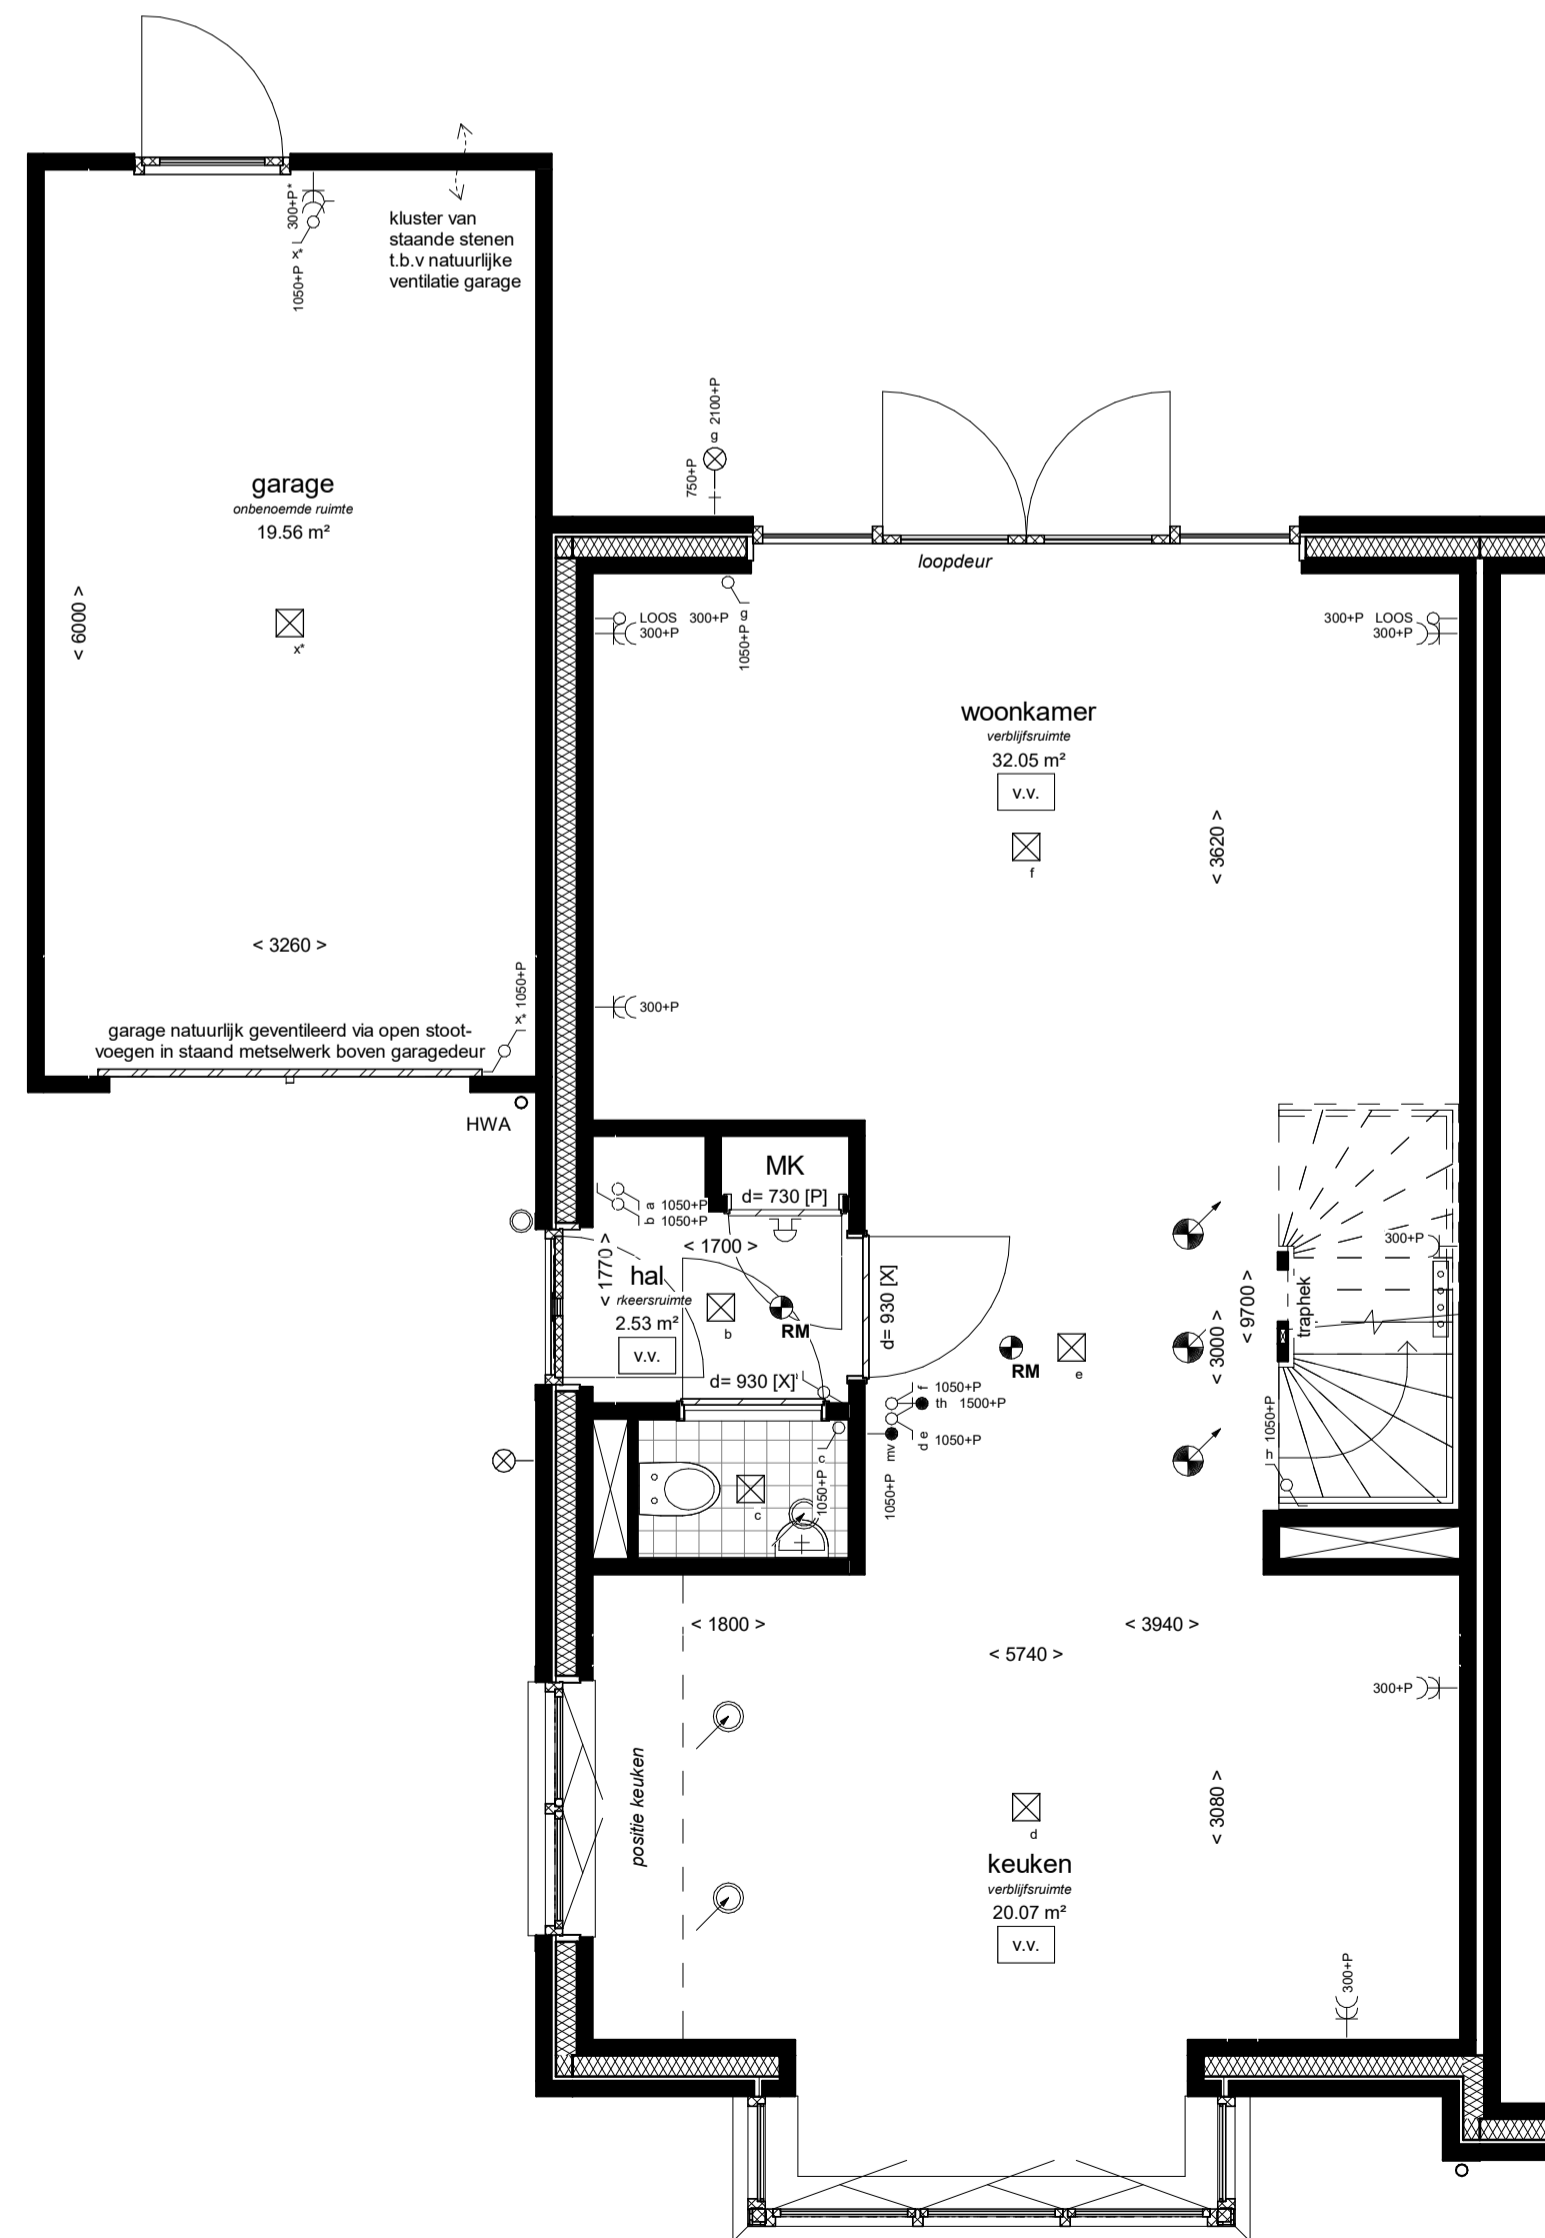 kluster van
staande stenen
t.b.v natuurlijke
ventilatie garage
300+P*
x*
1050+P
garage
onbenoemde ruimte
19.56 m²
< 6000 >
x*
< 3260 >
x* 1050+P
garage natuurlijk geventileerd via open stoot-
voegen in staand metselwerk boven garagedeur
HWA
g 2100+P
750+P
loopdeur
g
1050+P
LOOS 300+P
300+P
300+P LOOS
300+P
woonkamer
verblijfsruimte
32.05 m²
v.v.
f
< 3620 >
300+P
MK
d= 730 [P]
a 1050+P
b 1050+P
< 1700 >
< 1770 >
hal
rkeersruimte
2.53 m²
v.v.
b
RM
d= 930 [X]
d= 930 [X]
RM
e
f 1050+P
th 1500+P
d e 1050+P
mv
1050+P
c
1050+P
c
300+P
traphek
< 9700 >
< 3000 >
h 1050+P
< 1800 >
< 3940 >
< 5740 >
300+P
positie keuken
< 3080 >
d
keuken
verblijfsruimte
20.07 m²
v.v.
300+P